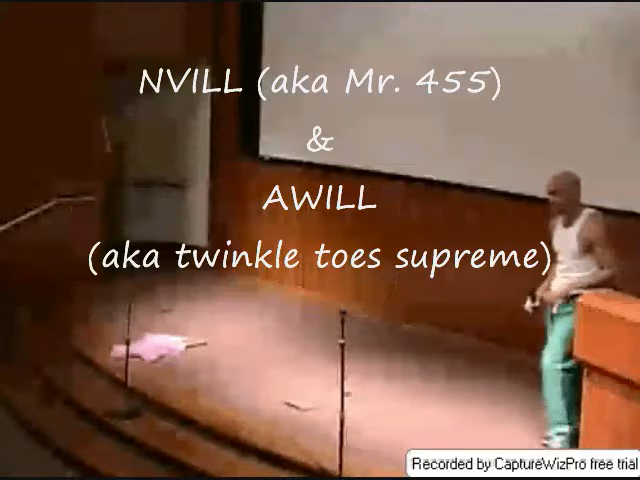 NVILL (aka Mr. 455)
&
AWILL
(aka twinkle toes supreme)
Recorded by CaptureWizPro free trial